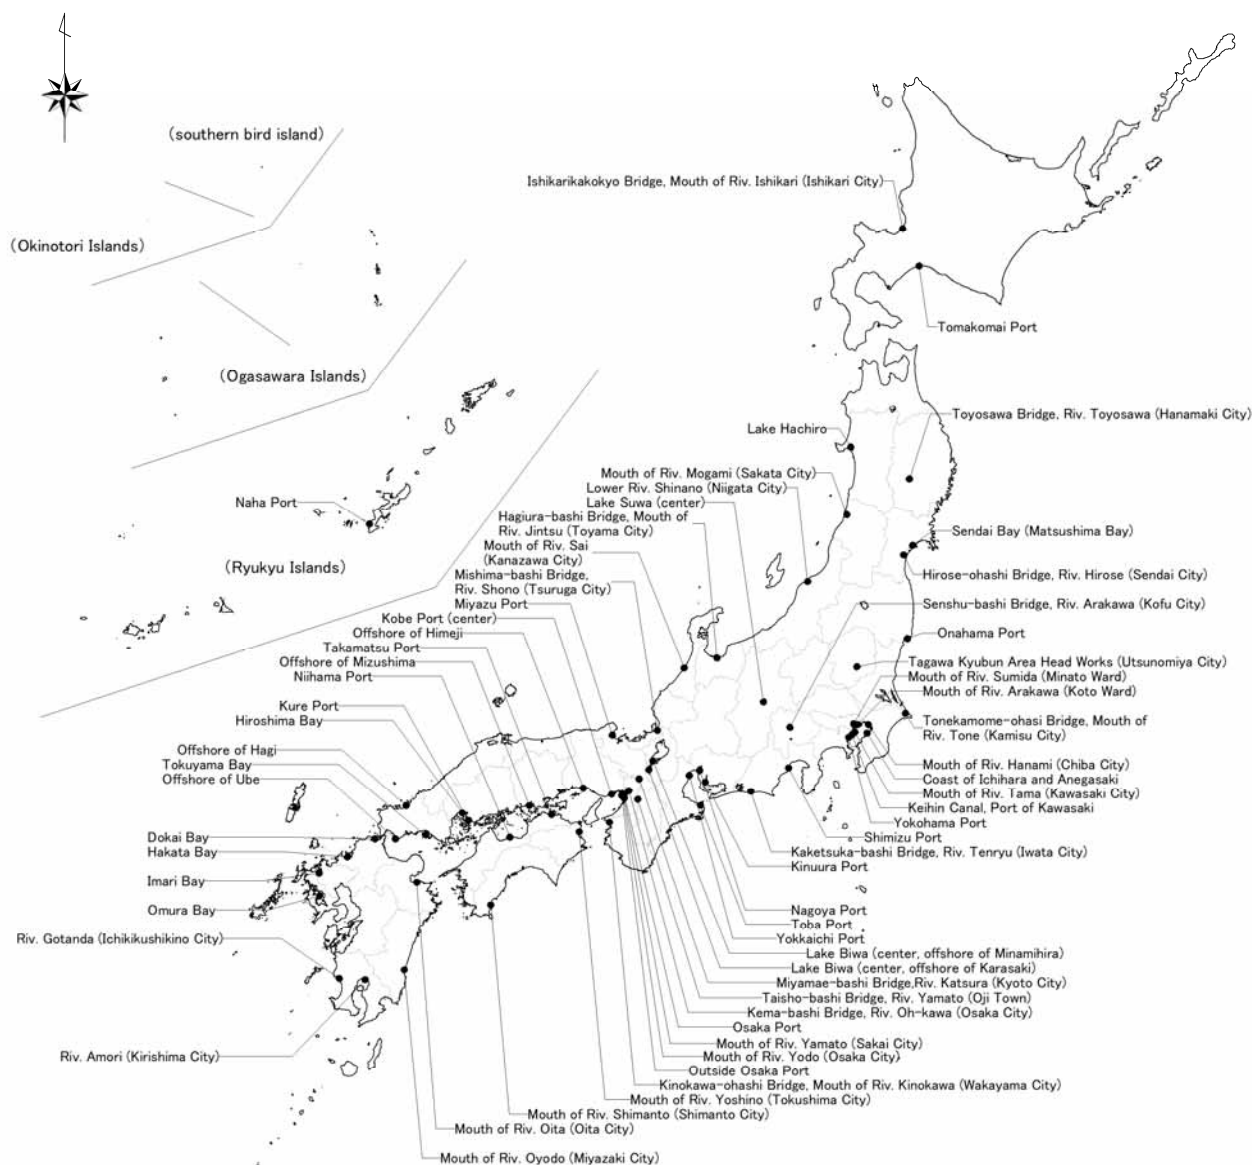 (southern bird island)
(Okinotori Islands)
(Ogasawara Islands)
(Ryukyu Islands)
Naha Port
Ishikarikakokyo Bridge, Mouth of Riv. Ishikari (Ishikari City)
Tomakomai Port
Toyosawa Bridge, Riv. Toyosawa (Hanamaki City)
Lake Hachiro
Mouth of Riv. Mogami (Sakata City)
Lower Riv. Shinano (Niigata City)
Lake Suwa (center)
Hagiura-bashi Bridge, Mouth of
Riv. Jintsu (Toyama City)
Mouth of Riv. Sai
(Kanazawa City)
Mishima-bashi Bridge,
Riv. Shono (Tsuruga City)
Miyazu Port
Kobe Port (center)
Offshore of Himeji
Takamatsu Port
Offshore of Mizushima
Niihama Port
Kure Port
Hiroshima Bay
Offshore of Hagi
Tokuyama Bay
Offshore of Ube
Dokai Bay
Hakata Bay
Imari Bay
Omura Bay
Riv. Gotanda (Ichikikushikino City)
Riv. Amori (Kirishima City)
Sendai Bay (Matsushima Bay)
Hirose-ohashi Bridge, Riv. Hirose (Sendai City)
Senshu-bashi Bridge, Riv. Arakawa (Kofu City)
Onahama Port
Tagawa Kyubun Area Head Works (Utsunomiya City)
Mouth of Riv. Sumida (Minato Ward)
Mouth of Riv. Arakawa (Koto Ward)
Tonekamome-ohasi Bridge, Mouth of
Riv. Tone (Kamisu City)
Mouth of Riv. Hanami (Chiba City)
Coast of Ichihara and Anegasaki
Mouth of Riv. Tama (Kawasaki City)
Keihin Canal, Port of Kawasaki
Yokohama Port
Shimizu Port
Kaketsuka-bashi Bridge, Riv. Tenryu (Iwata City)
Kinuura Port
Nagoya Port
Toba Port
Yokkaichi Port
Lake Biwa (center, offshore of Minamihira)
Lake Biwa (center, offshore of Karasaki)
Miyamae-bashi Bridge,Riv. Katsura (Kyoto City)
Taisho-bashi Bridge, Riv. Yamato (Oji Town)
Kema-bashi Bridge, Riv. Oh-kawa (Osaka City)
Osaka Port
Mouth of Riv. Yamato (Sakai City)
Mouth of Riv. Yodo (Osaka City)
Outside Osaka Port
Kinokawa-ohashi Bridge, Mouth of Riv. Kinokawa (Wakayama City)
Mouth of Riv. Yoshino (Tokushima City)
Mouth of Riv. Shimanto (Shimanto City)
Mouth of Riv. Oita (Oita City)
Mouth of Riv. Oyodo (Miyazaki City)